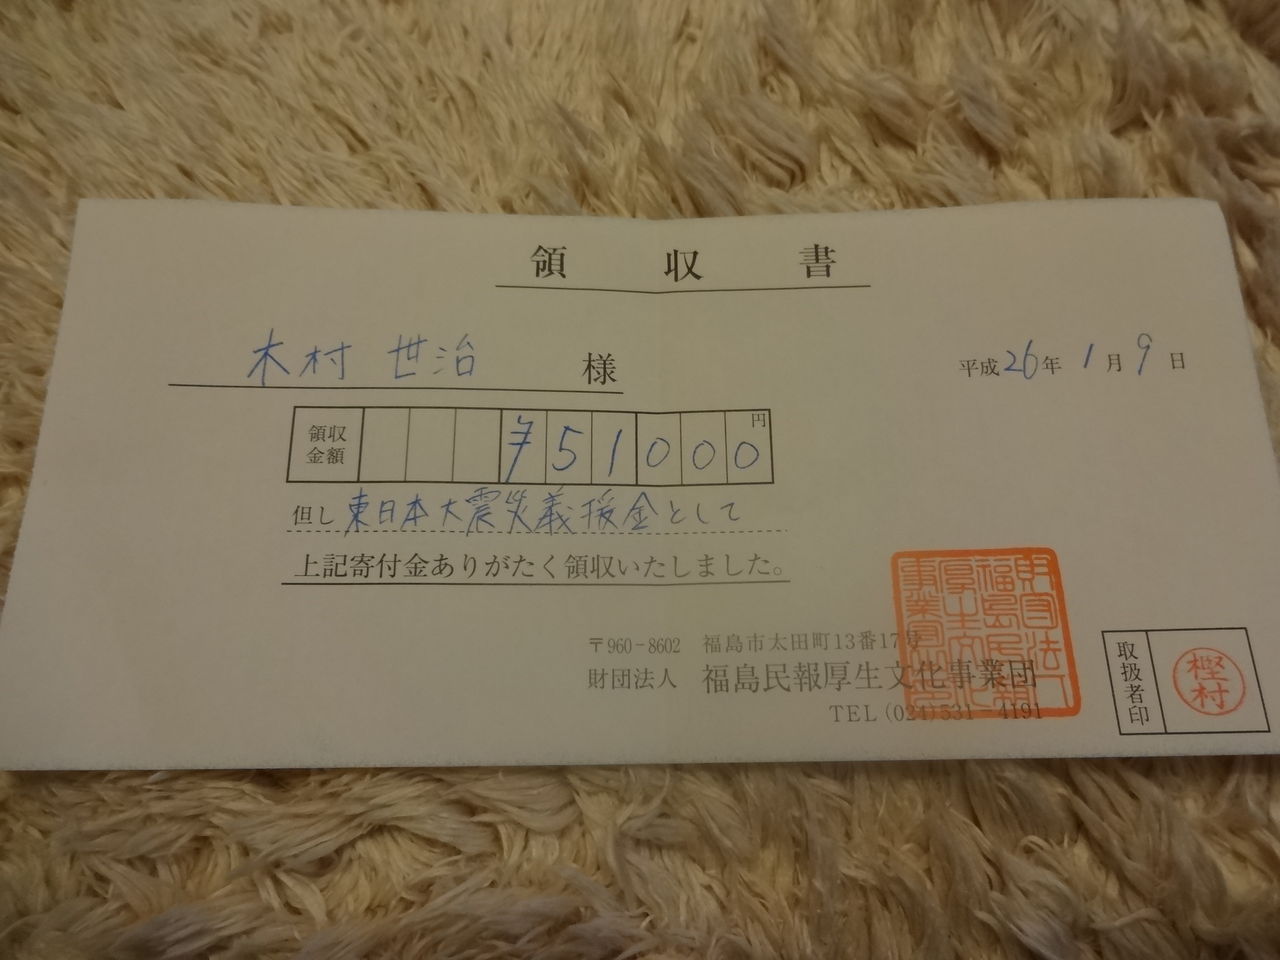 領収書
木村 世治 様
平成26年1月9日
領収金額 ¥51000円
但し 東日本大震災義援金として
上記寄付金ありがたく領収いたしました。
〒960-8602 福島市太田町13番17号
財団法人 福島民報厚生文化事業団
TEL (024)531-4191
取扱者印
樫村